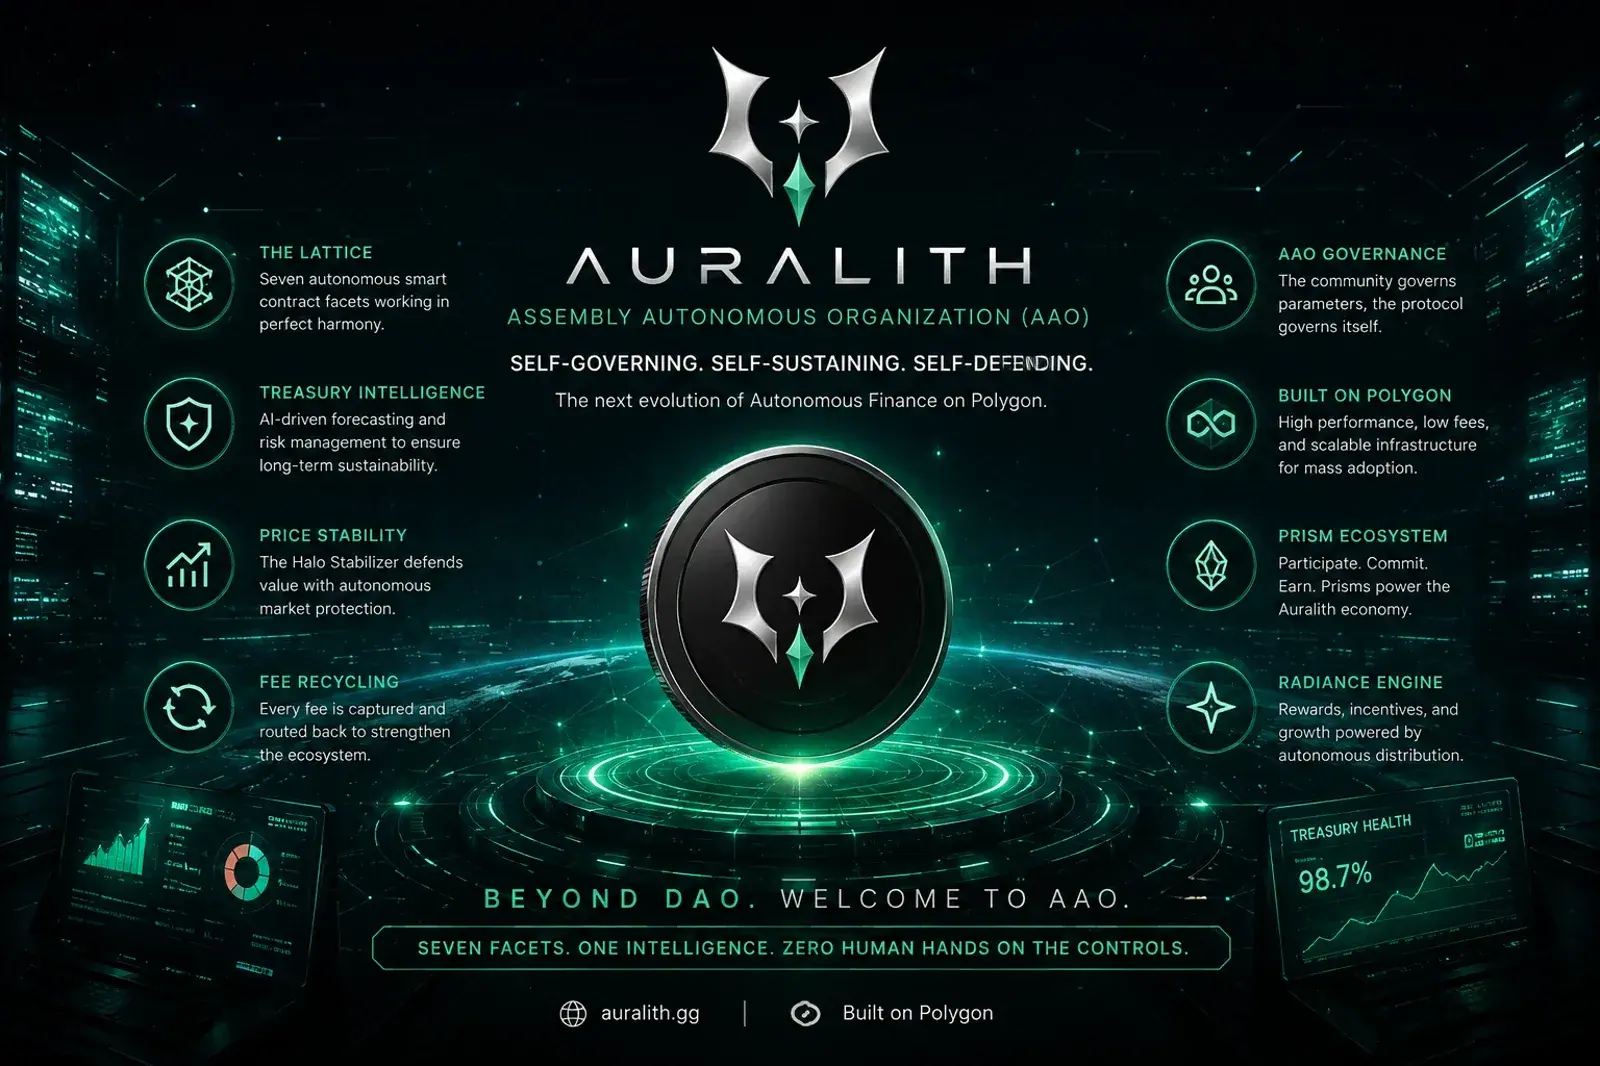 AURALITH
ASSEMBLY AUTONOMOUS ORGANIZATION (AAO)
SELF-GOVERNING. SELF-SUSTAINING. SELF-DEFENDING.
The next evolution of Autonomous Finance on Polygon.
THE LATTICE
Seven autonomous smart
contract facets working in
perfect harmony.
TREASURY INTELLIGENCE
AI-driven forecasting and
risk management to ensure
long-term sustainability.
PRICE STABILITY
The Halo Stabilizer defends
value with autonomous
market protection.
FEE RECYCLING
Every fee is captured and
routed back to strengthen
the ecosystem.
AAO GOVERNANCE
The community governs
parameters, the protocol
governs itself.
BUILT ON POLYGON
High performance, low fees,
and scalable infrastructure
for mass adoption.
PRISM ECOSYSTEM
Participate. Commit.
Earn. Prisms power the
Auralith economy.
RADIANCE ENGINE
Rewards, incentives, and
growth powered by
autonomous distribution.
TREASURY HEALTH
98.7%
BEYOND DAO. WELCOME TO AAO.
SEVEN FACETS. ONE INTELLIGENCE. ZERO HUMAN HANDS ON THE CONTROLS.
auralith.gg
Built on Polygon